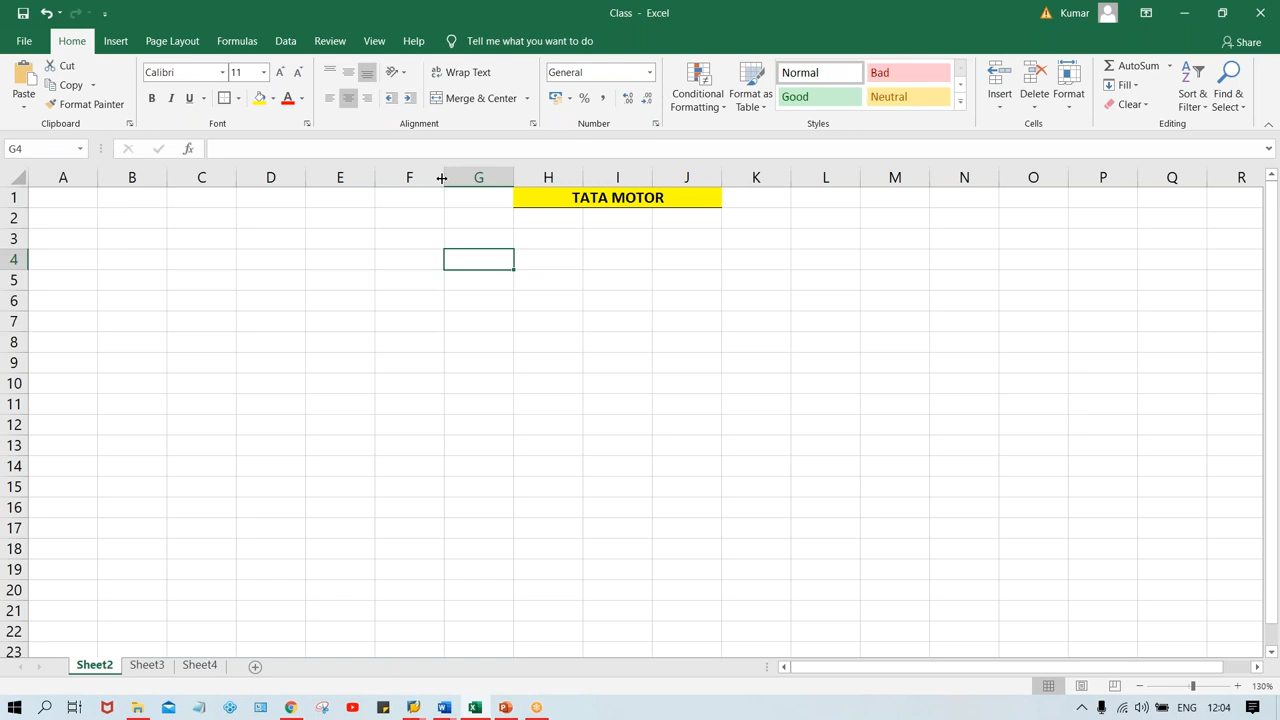 Class - Excel
Kumar
File Home Insert Page Layout Formulas Data Review View Help Tell me what you want to do Share
Paste
Cut
Copy
Format Painter
Clipboard
Calibri 11
B I U
Font
Wrap Text
Merge & Center
Alignment
General
%
Number
Conditional
Formatting
Format as
Table
Normal Bad
Good Neutral
Styles
Insert Delete Format
Cells
AutoSum
Fill
Clear
Sort &
Filter
Find &
Select
Editing
G4 fx
A B C D E F G H I J K L M N O P Q R
1 TATA MOTOR
2
3
4
5
6
7
8
9
10
11
12
13
14
15
16
17
18
19
20
21
22
23
Sheet2 Sheet3 Sheet4
130%
ENG 12:04